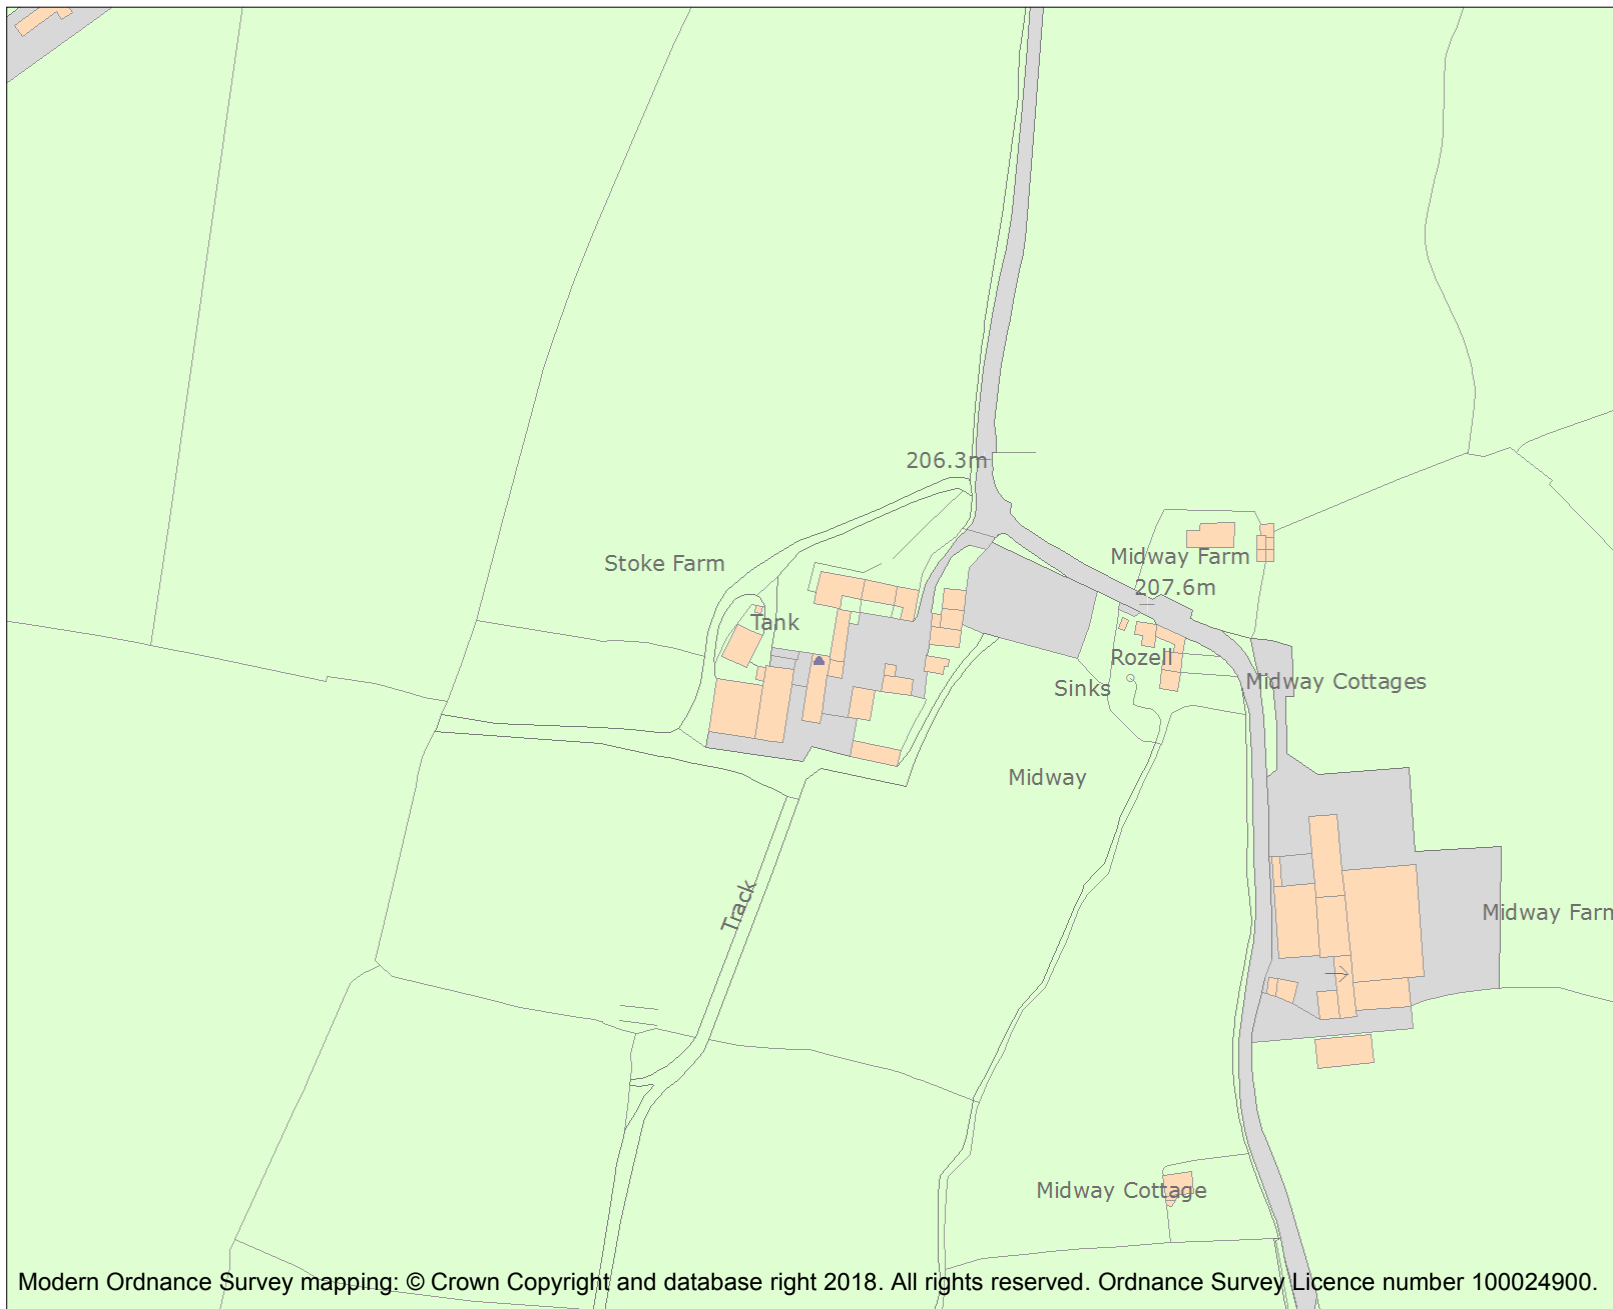 206.3m
Stoke Farm
Midway Farm
207.6m
Tank
Rozell
Sinks
Midway Cottages
Midway
Track
Midway Farm
Midway Cottage
Modern Ordnance Survey mapping: © Crown Copyright and database right 2018. All rights reserved. Ordnance Survey Licence number 100024900.